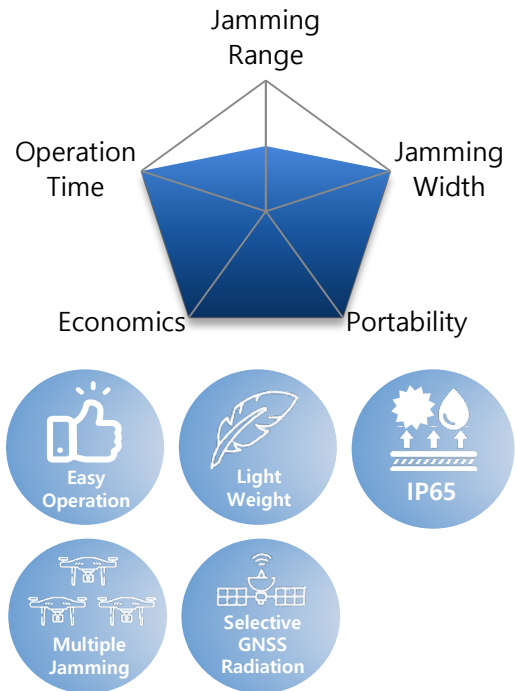 Jamming
Range
Operation
Time
Jamming
Width
Economics
Portability
Easy
Operation
Light
Weight
IP65
Multiple
Jamming
Selective
GNSS
Radiation